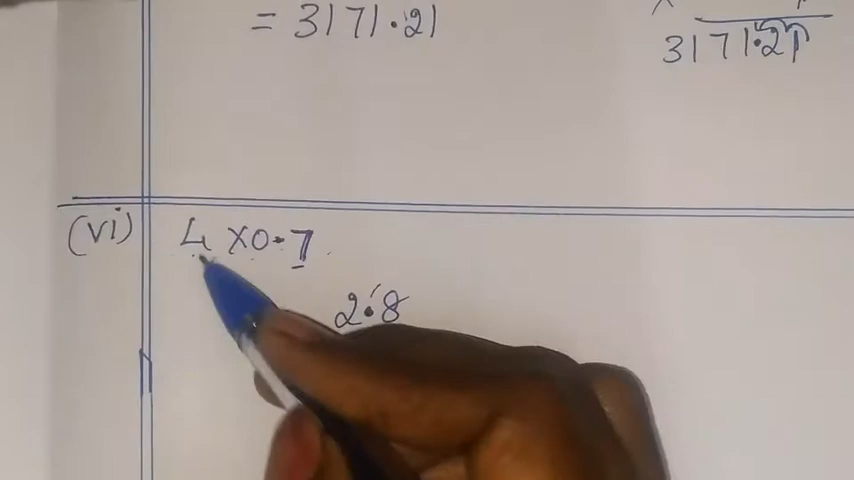 = 3171.21
3171.21
(vi) 4 × 0.7
2.8